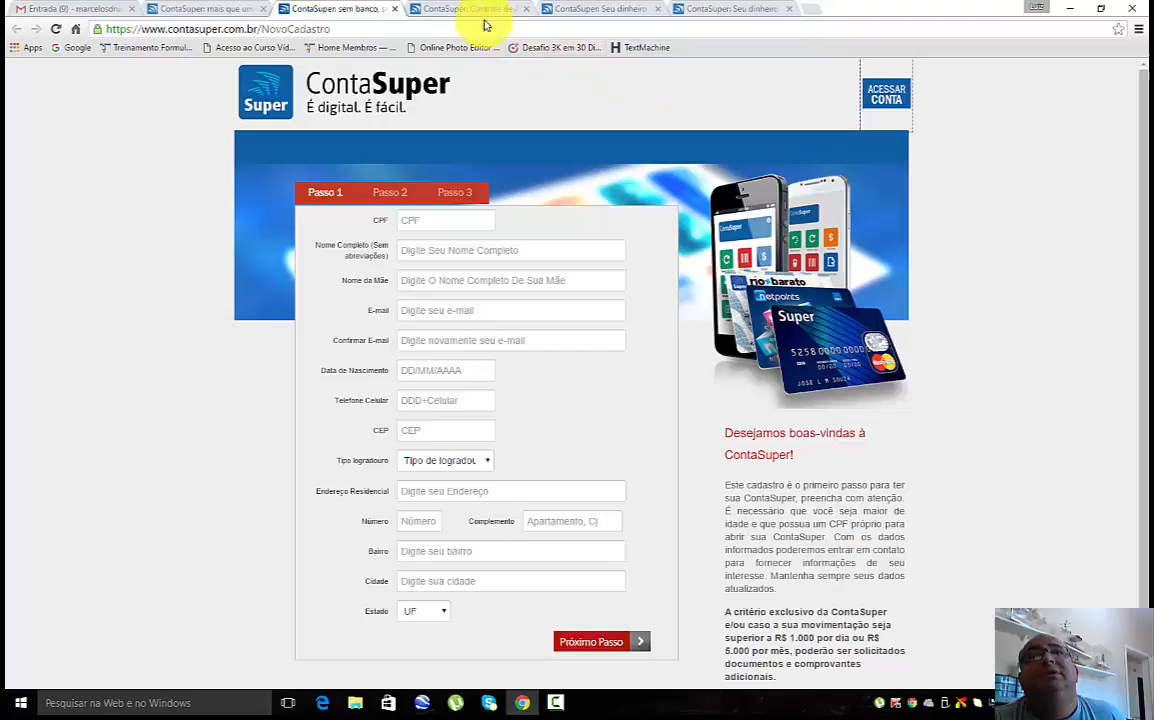 Entrada (9) - marcelosdru
ContaSuper: mais que um
ContaSuper sem banco, s
ContaSuper: Controle de
ContaSuper Seu dinheiro
ContaSuper: Seu dinheiro
https://www.contasuper.com.br/NovoCadastro
Apps
Google
Treinamento Formul...
Acesso ao Curso Víd...
Home Membros —...
Online Photo Editor...
Desafio 3K em 30 Di...
TextMachine
Super
ContaSuper
É digital. É fácil.
ACESSAR
CONTA
Passo 1 Passo 2 Passo 3
CPF CPF
Nome Completo (Sem
abreviações) Digite Seu Nome Completo
Nome da Mãe Digite O Nome Completo De Sua Mãe
E-mail Digite seu e-mail
Confirmar E-mail Digite novamente seu e-mail
Data de Nascimento DD/MM/AAAA
Telefone Celular DDD+Celular
CEP CEP
Tipo logradouro Tipo de logradou
Endereço Residencial Digite seu Endereço
Número Número Complemento Apartamento, Cj
Bairro Digite seu bairro
Cidade Digite sua cidade
Estado UF
Próximo Passo
ContaSuper
rio barato
netpoints
Super
5258 0000 0000
JOSE L M SOUZA
MasterCard
Desejamos boas-vindas à
ContaSuper!
Este cadastro é o primeiro passo para ter
sua ContaSuper, preencha com atenção.
É necessário que você seja maior de
idade e que possua um CPF próprio para
abrir sua ContaSuper. Com os dados
informados poderemos entrar em contato
para fornecer informações de seu
interesse. Mantenha sempre seus dados
atualizados.
A critério exclusivo da ContaSuper
e/ou caso a sua movimentação seja
superior a R$ 1.000 por dia ou R$
5.000 por mês, poderão ser solicitados
documentos e comprovantes
adicionais.
Pesquisar na Web e no Windows